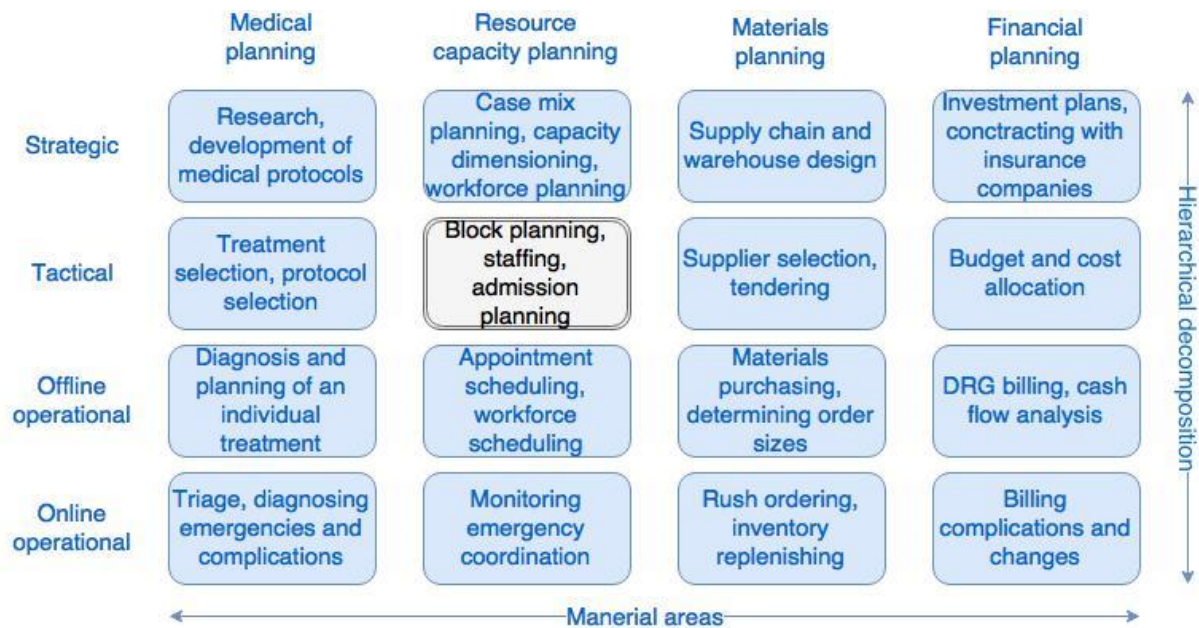 Medical
planning
Resource
capacity planning
Materials
planning
Financial
planning
Strategic
Research,
development of
medical protocols
Case mix
planning, capacity
dimensioning,
workforce planning
Supply chain and
warehouse design
Investment plans,
conctracting with
insurance
companies
Tactical
Treatment
selection, protocol
selection
Block planning,
staffing,
admission
planning
Supplier selection,
tendering
Budget and cost
allocation
Offline
operational
Diagnosis and
planning of an
individual
treatment
Appointment
scheduling,
workforce
scheduling
Materials
purchasing,
determining order
sizes
DRG billing, cash
flow analysis
Online
operational
Triage, diagnosing
emergencies and
complications
Monitoring
emergency
coordination
Rush ordering,
inventory
replenishing
Billing
complications and
changes
Hierarchical decomposition
Manerial areas